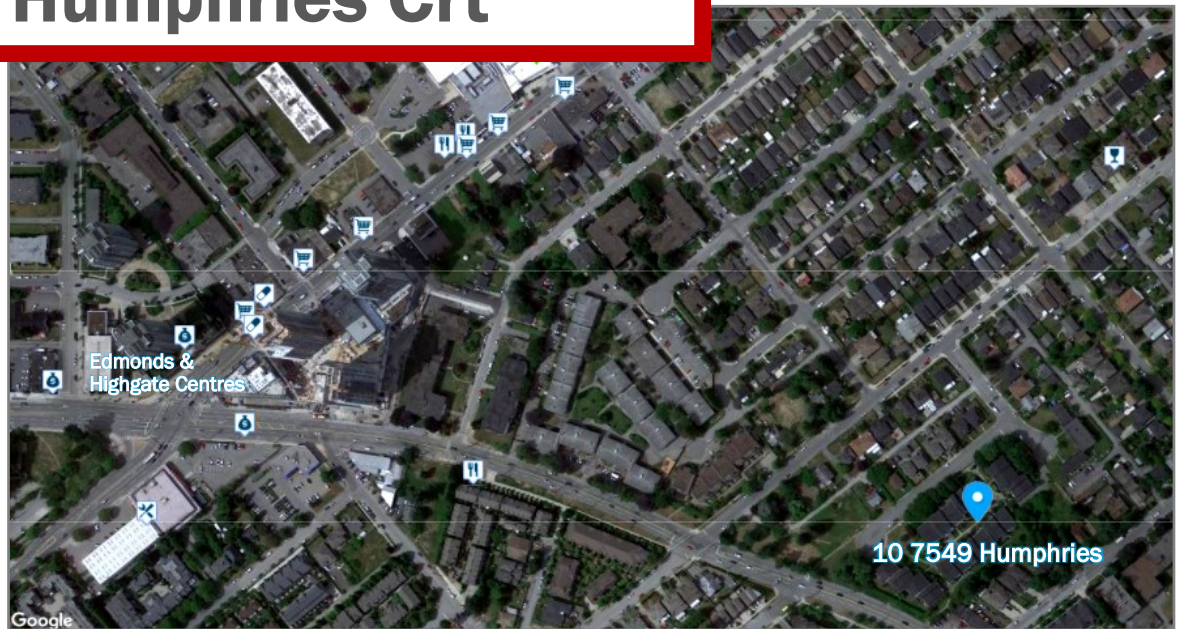 Humphries Crt
Edmonds &
Highgate Centres
10 7549 Humphries
Google